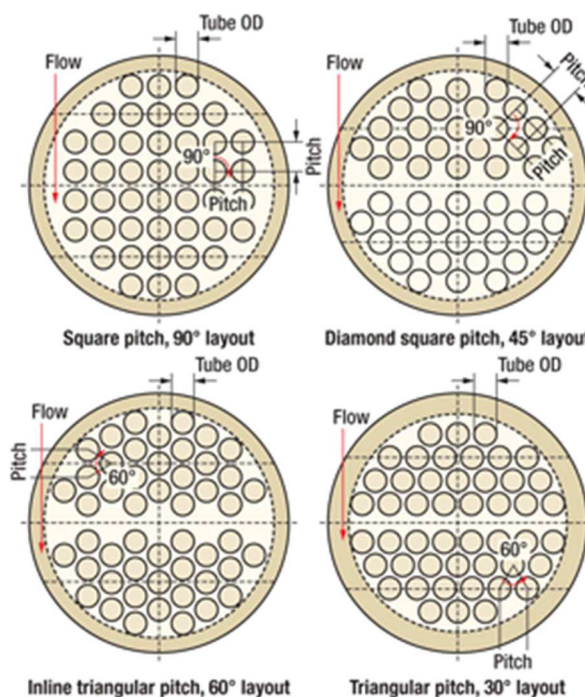 Tube OD
Flow
90°
Pitch
Pitch
Square pitch, 90° layout
Tube OD
Flow
Pitch
90°
Pitch
Diamond square pitch, 45° layout
Tube OD
Flow
Pitch
60°
Inline triangular pitch, 60° layout
Tube OD
Flow
60°
Pitch
Triangular pitch, 30° layout